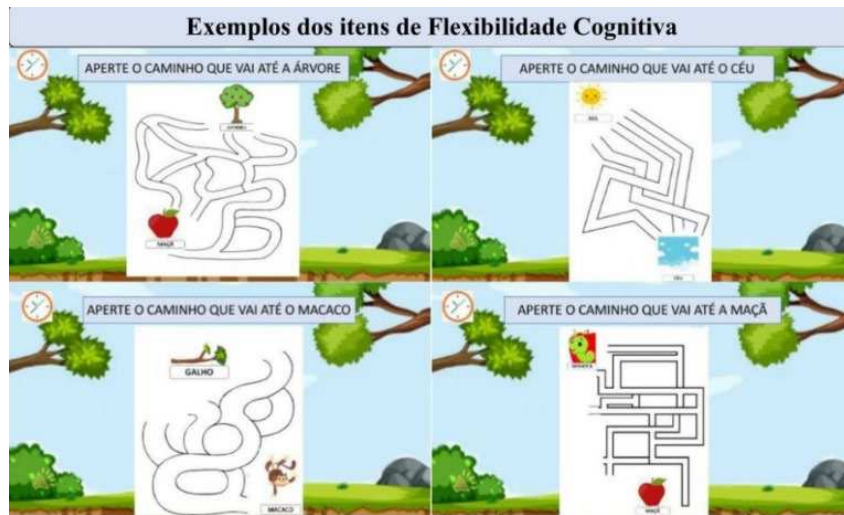 Exemplos dos itens de Flexibilidade Cognitiva
APERTE O CAMINHO QUE VAI ATÉ A ÁRVORE
MAÇÃ
APERTE O CAMINHO QUE VAI ATÉ O CÉU
SOL
CÉU
APERTE O CAMINHO QUE VAI ATÉ O MACACO
GALHO
MACACO
APERTE O CAMINHO QUE VAI ATÉ A MAÇÃ
MAÇÃ